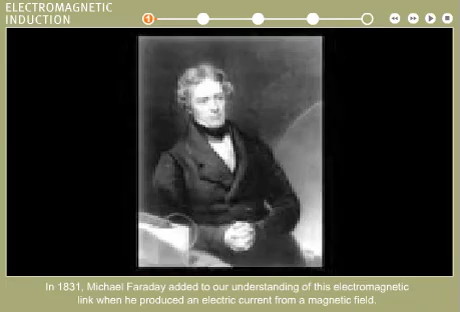 ELECTROMAGNETIC
INDUCTION
1
In 1831, Michael Faraday added to our understanding of this electromagnetic
link when he produced an electric current from a magnetic field.